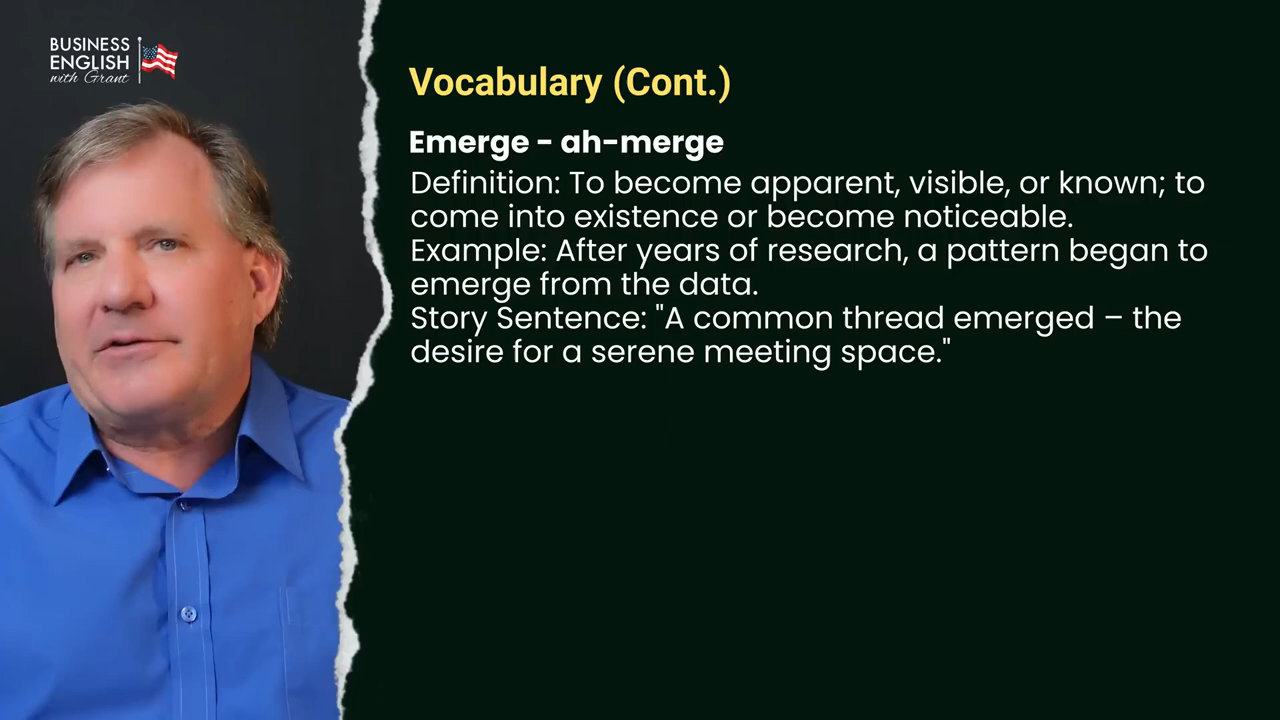 BUSINESS
ENGLISH
with Grant
Vocabulary (Cont.)
Emerge - ah-merge
Definition: To become apparent, visible, or known; to
come into existence or become noticeable.
Example: After years of research, a pattern began to
emerge from the data.
Story Sentence: "A common thread emerged – the
desire for a serene meeting space."